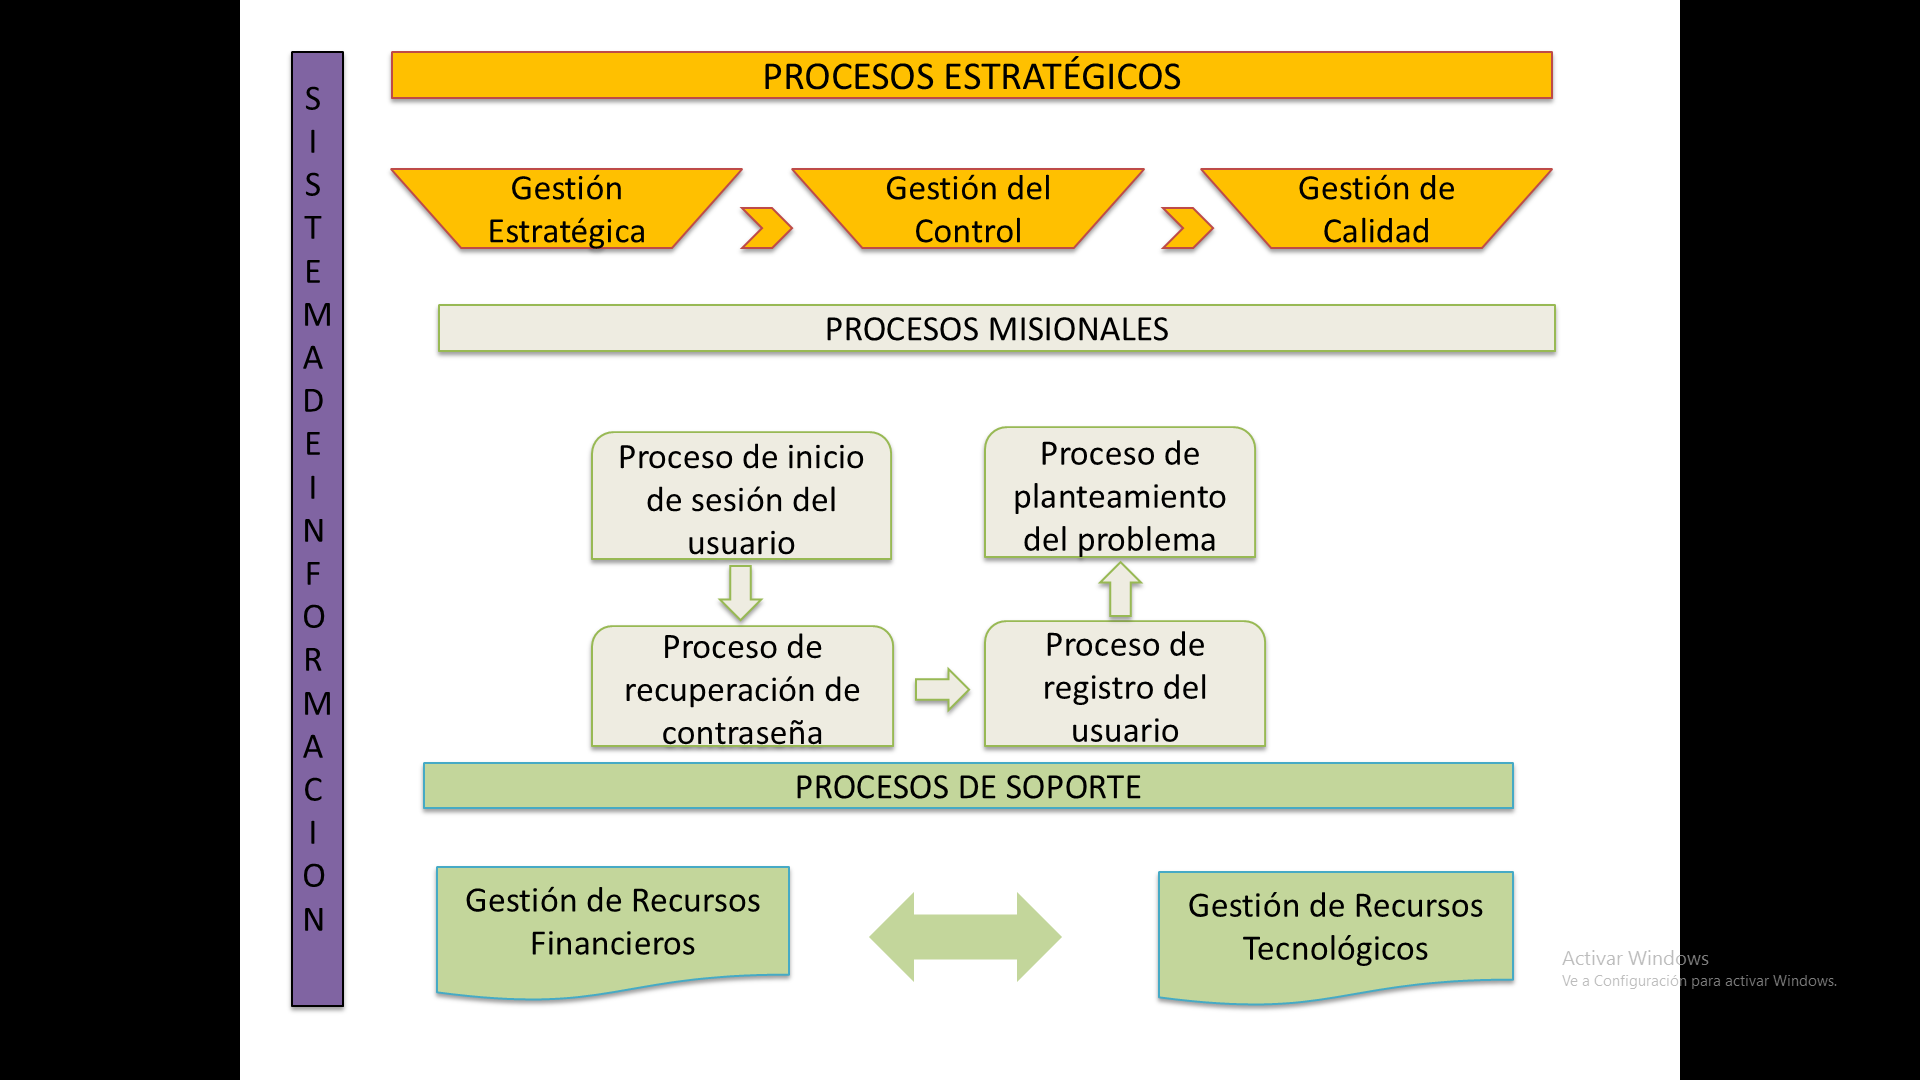 S
I
S
T
E
M
A
D
E
I
N
F
O
R
M
A
C
I
O
N
PROCESOS ESTRATÉGICOS
Gestión
Estratégica
Gestión del
Control
Gestión de
Calidad
PROCESOS MISIONALES
Proceso de inicio
de sesión del
usuario
Proceso de
planteamiento
del problema
Proceso de
recuperación de
contraseña
Proceso de
registro del
usuario
PROCESOS DE SOPORTE
Gestión de Recursos
Financieros
Gestión de Recursos
Tecnológicos
Activar Windows
Ve a Configuración para activar Windows.